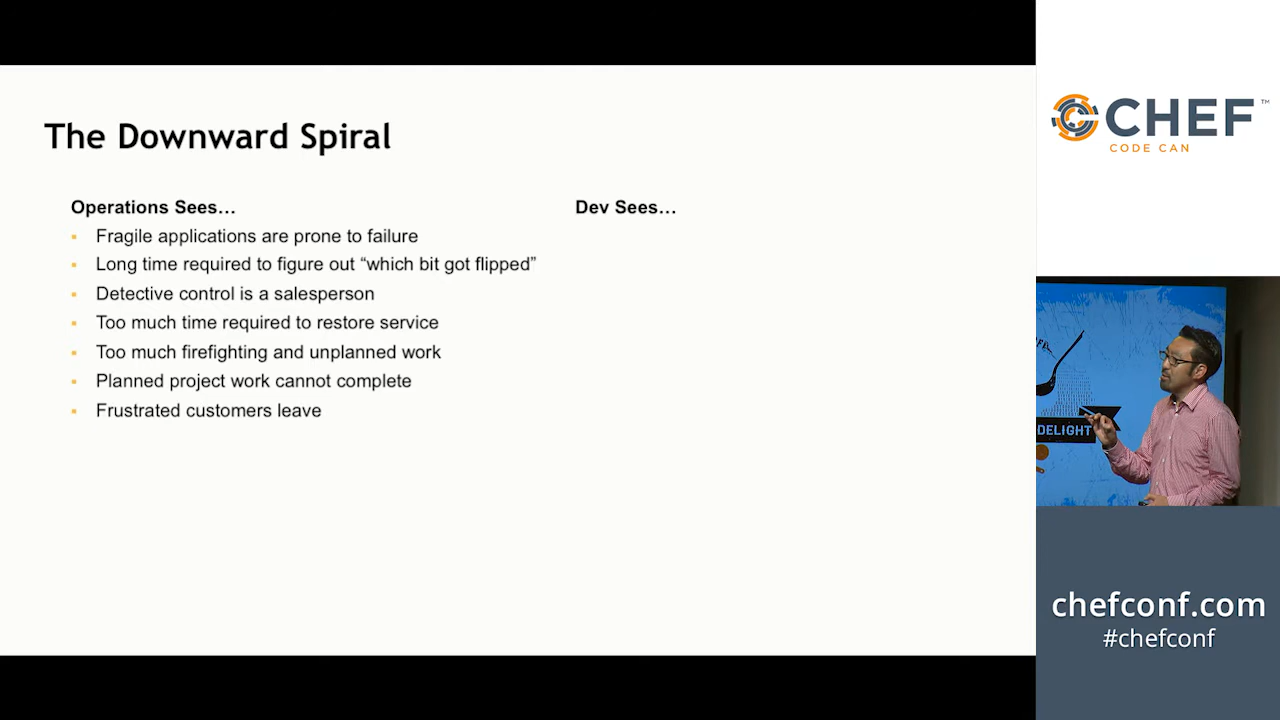 The Downward Spiral
Operations Sees…
Dev Sees…
▪ Fragile applications are prone to failure
▪ Long time required to figure out “which bit got flipped”
▪ Detective control is a salesperson
▪ Too much time required to restore service
▪ Too much firefighting and unplanned work
▪ Planned project work cannot complete
▪ Frustrated customers leave
CHEF™
CODE CAN
DELIGHT
chefconf.com
#chefconf